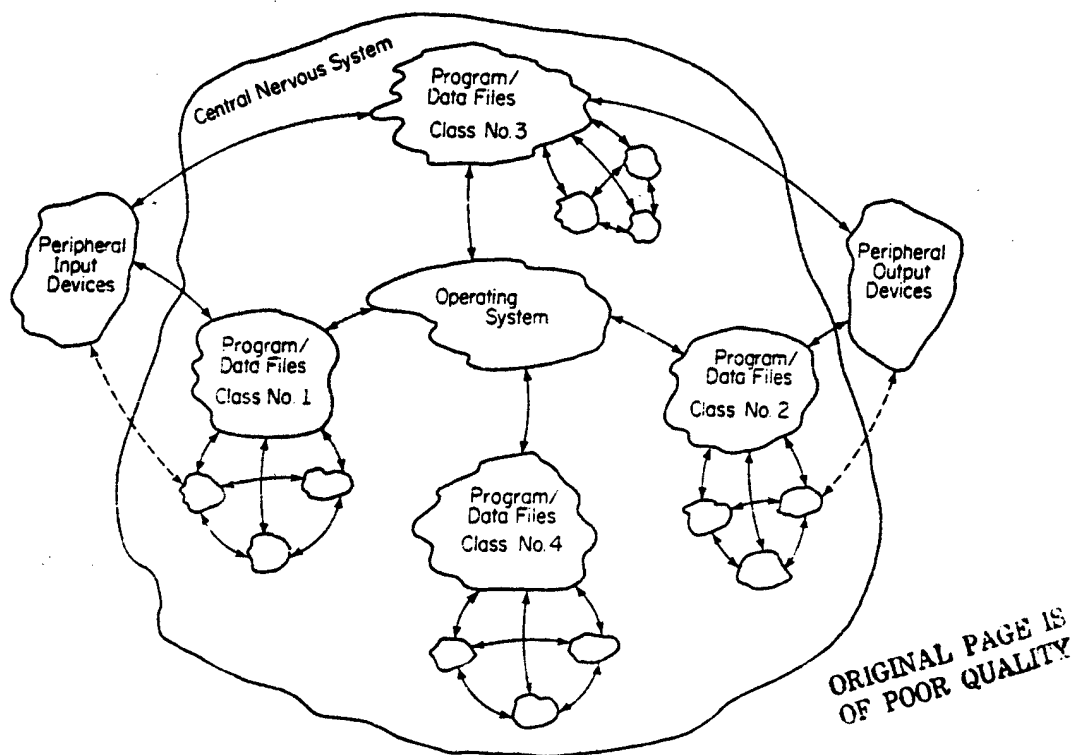 Central Nervous System
Program/
Data Files
Class No. 3
Peripheral
Input
Devices
Peripheral
Output
Devices
Operating
System
Program/
Data Files
Class No. 1
Program/
Data Files
Class No. 2
Program/
Data Files
Class No. 4
ORIGINAL PAGE IS
OF POOR QUALITY